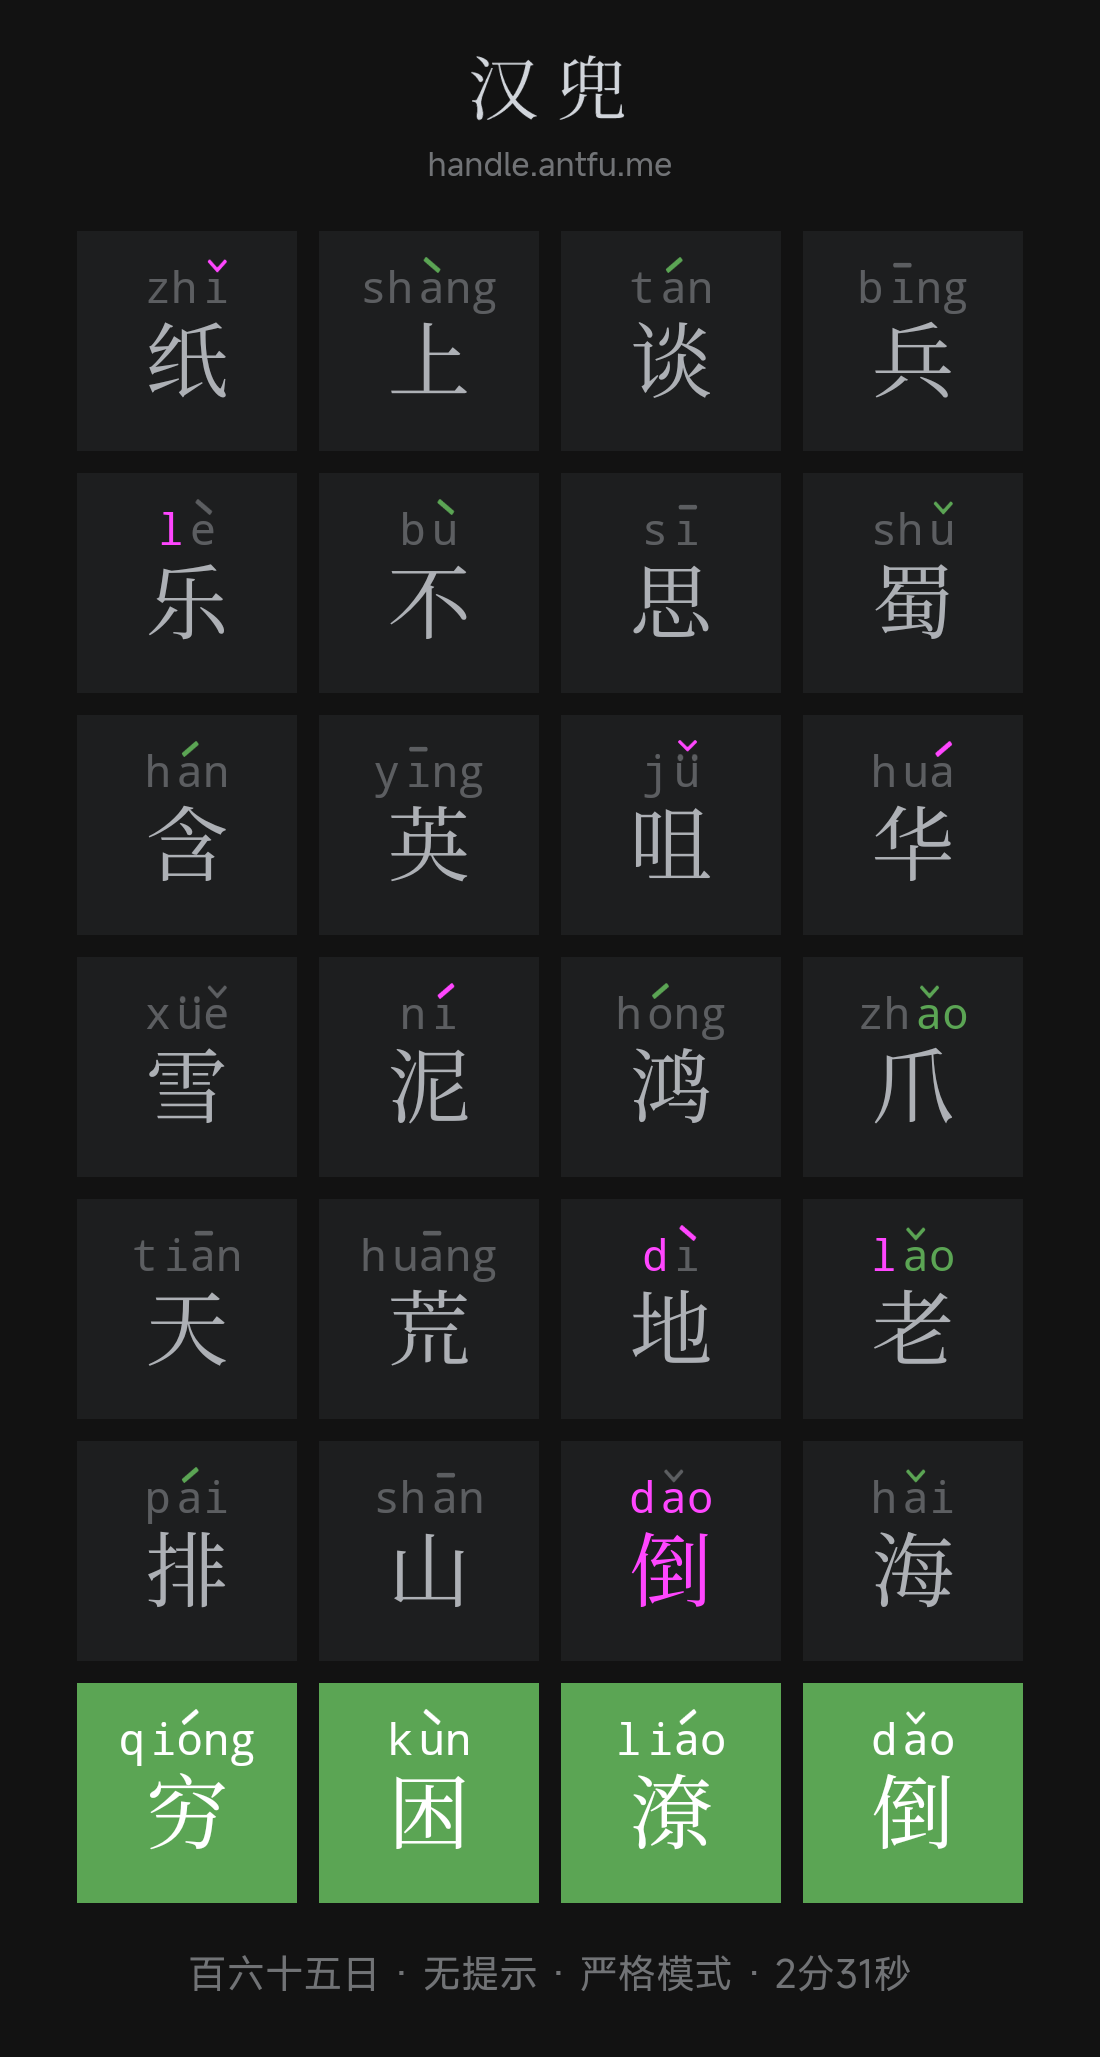 汉兜
handle.antfu.me
zhǐ shàng tán bīng
纸 上 谈 兵
lè bù sī shǔ
乐 不 思 蜀
hán yīng jǚ huá
含 英 咀 华
xüě ní hóng zhǎo
雪 泥 鸿 爪
tiān huāng dì lǎo
天 荒 地 老
pái shān dǎo hǎi
排 山 倒 海
qióng kùn liáo dǎo
穷 困 潦 倒
百六十五日 · 无提示 · 严格模式 · 2分31秒